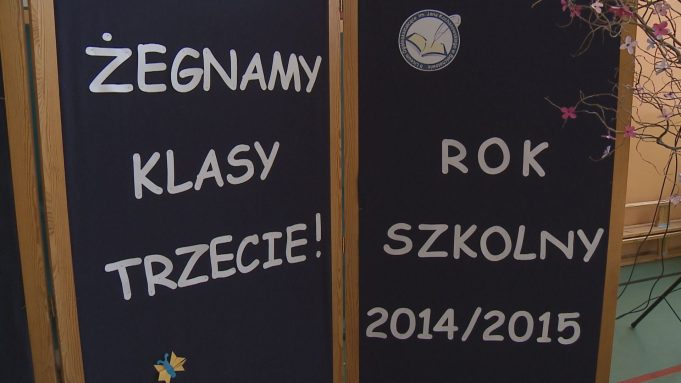 ŻEGNAMY
KLASY
TRZECIE!
ROK
SZKOLNY
2014/2015